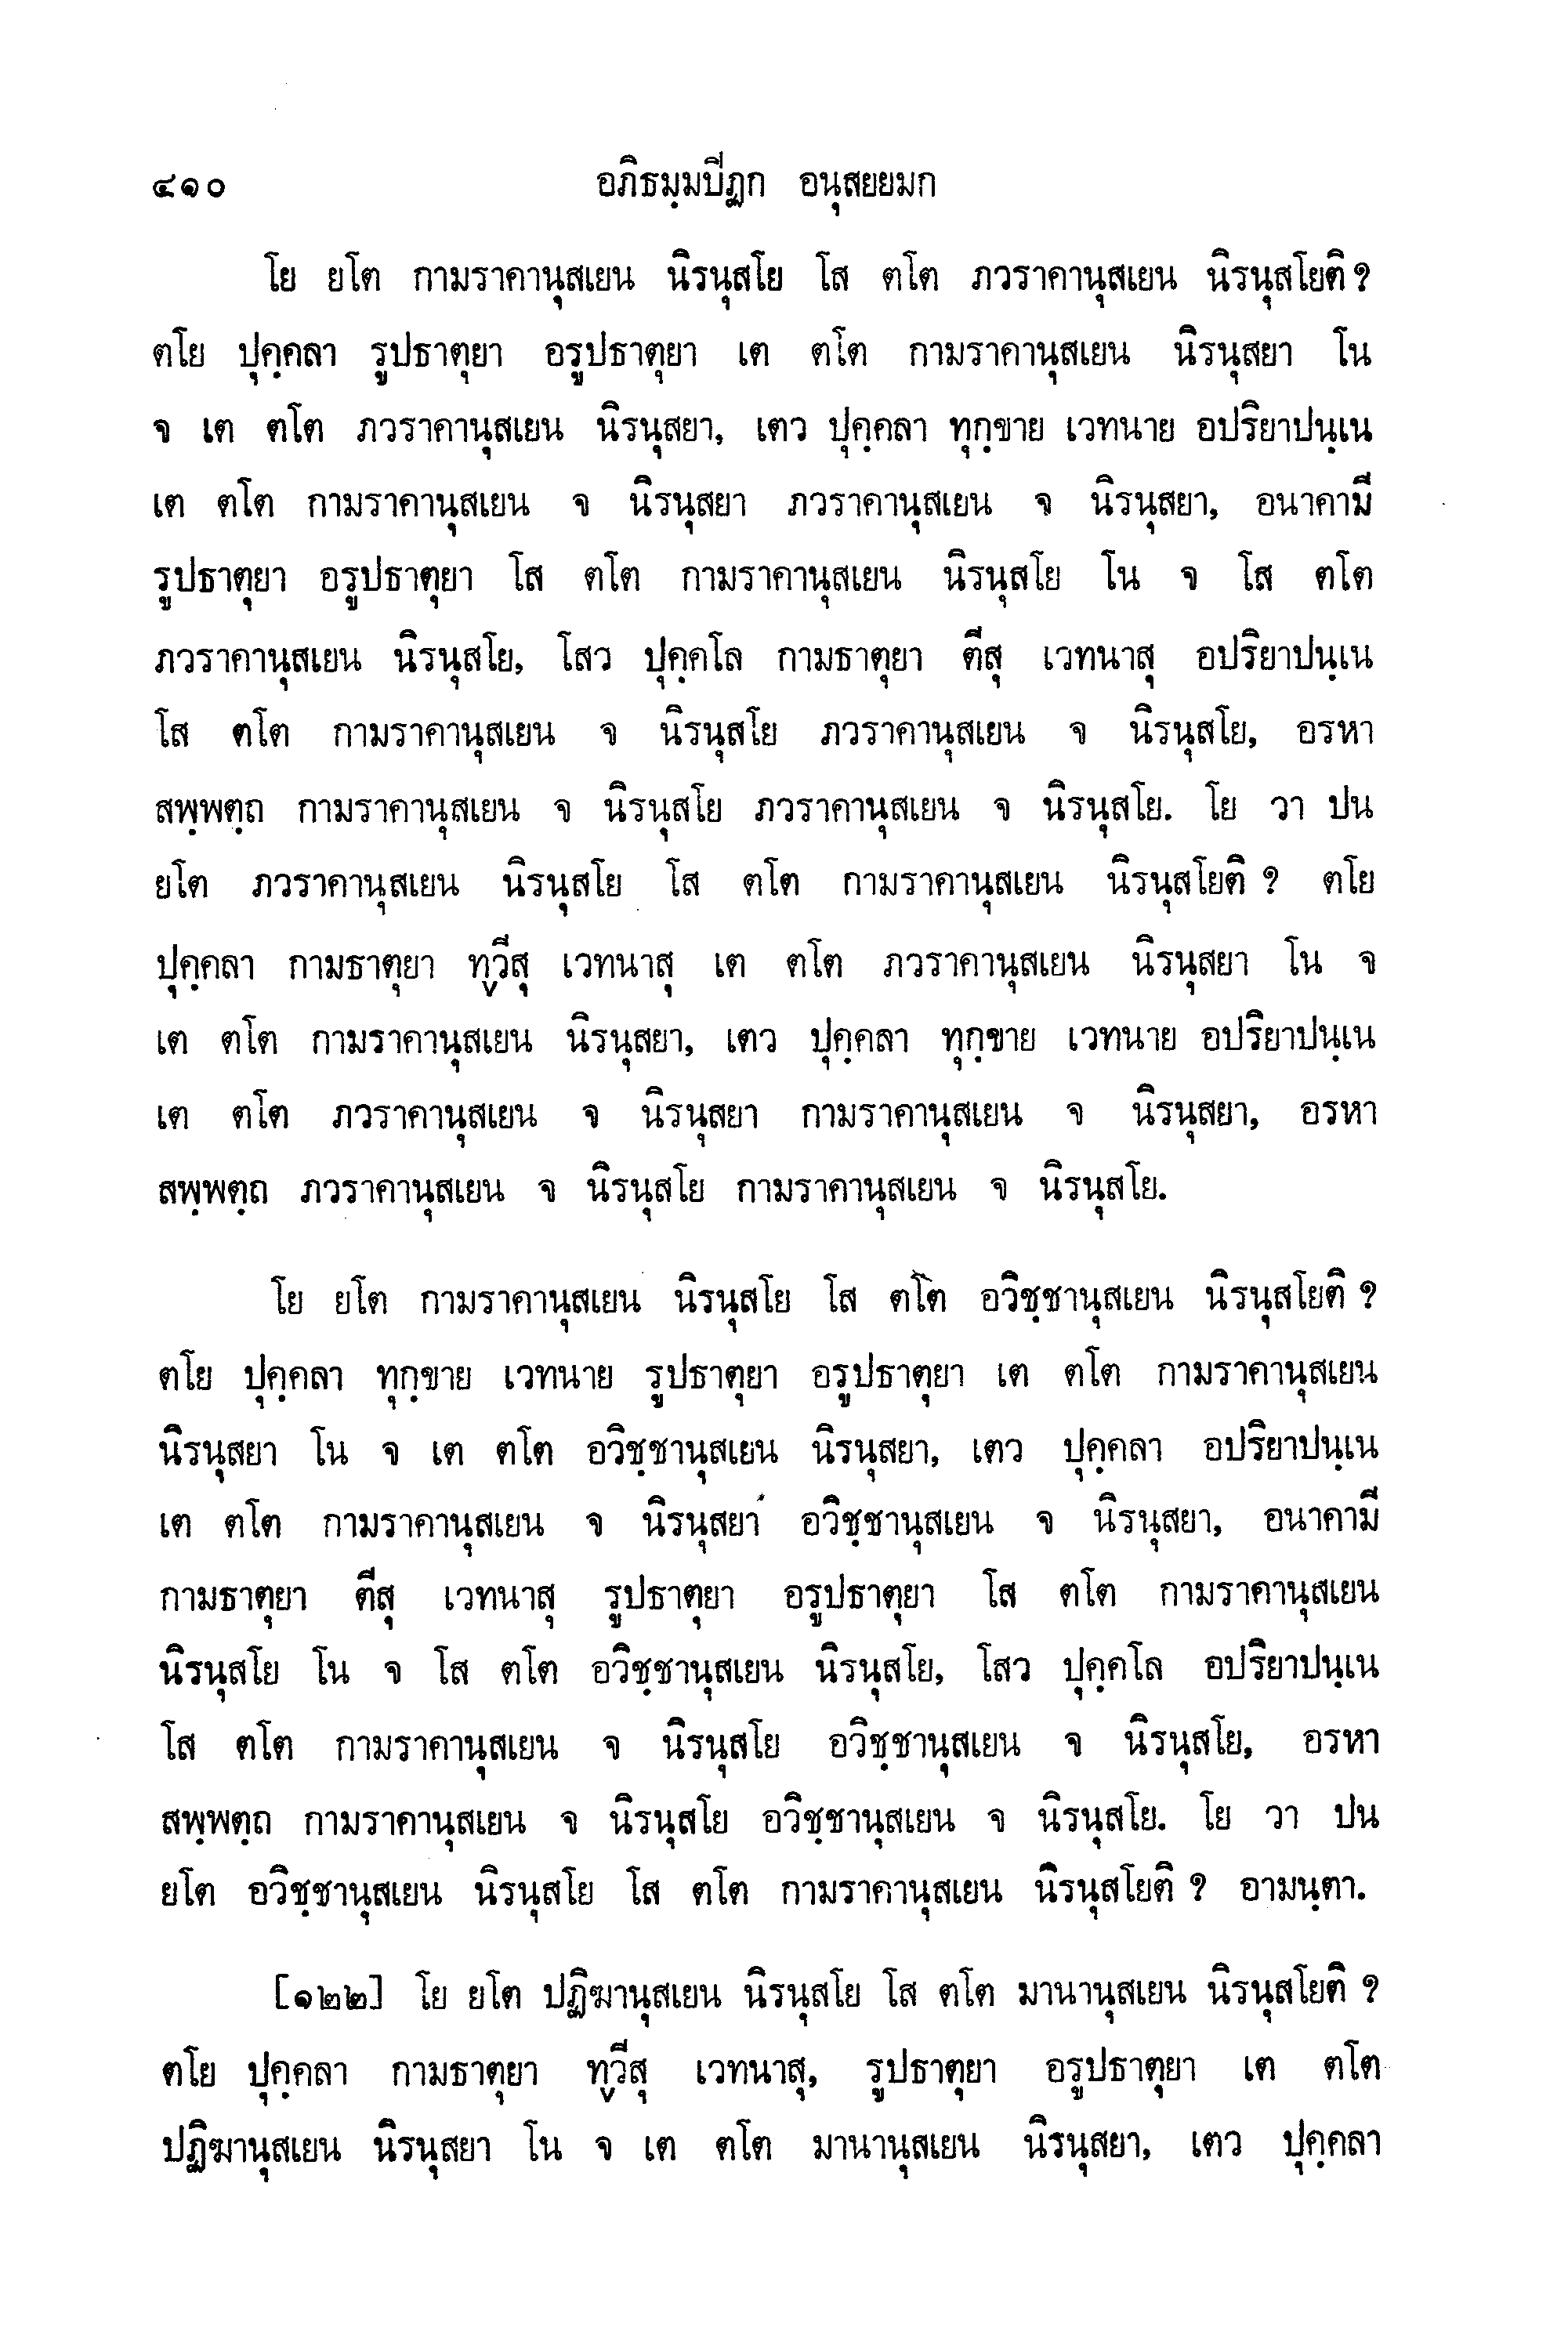 ๔๑๐ อภิธมฺมปีฏก อนุสยยมก
โย ยโต กามราคานุสเยน นิรนุสโย โส ตโต ภวราคานุสเยน นิรนุสโยติ ?
ตโย ปุคฺคลา รูปธาตุยา อรูปธาตุยา เต ตโต กามราคานุสเยน นิรนุสยา โน
จ เต ตโต ภวราคานุสเยน นิรนุสยา, เตว ปุคฺคลา ทุกฺขาย เวทนาย อปริยาปนฺเน
เต ตโต กามราคานุสเยน จ นิรนุสยา ภวราคานุสเยน จ นิรนุสยา, อนาคามี
รูปธาตุยา อรูปธาตุยา โส ตโต กามราคานุสเยน นิรนุสโย โน จ โส ตโต
ภวราคานุสเยน นิรนุสโย, โสว ปุคฺคโล กามธาตุยา ตีสุ เวทนาสุ อปริยาปนฺเน
โส ตโต กามราคานุสเยน จ นิรนุสโย ภวราคานุสเยน จ นิรนุสโย, อรหา
สพฺพตฺถ กามราคานุสเยน จ นิรนุสโย ภวราคานุสเยน จ นิรนุสโย. โย วา ปน
ยโต ภวราคานุสเยน นิรนุสโย โส ตโต กามราคานุสเยน นิรนุสโยติ ? ตโย
ปุคฺคลา กามธาตุยา ทฺวีสุ เวทนาสุ เต ตโต ภวราคานุสเยน นิรนุสยา โน จ
เต ตโต กามราคานุสเยน นิรนุสยา, เตว ปุคฺคลา ทุกฺขาย เวทนาย อปริยาปนฺเน
เต ตโต ภวราคานุสเยน จ นิรนุสยา กามราคานุสเยน จ นิรนุสยา, อรหา
สพฺพตฺถ ภวราคานุสเยน จ นิรนุสโย กามราคานุสเยน จ นิรนุสโย.
โย ยโต กามราคานุสเยน นิรนุสโย โส ตโต อวิชฺชานุสเยน นิรนุสโยติ ?
ตโย ปุคฺคลา ทุกฺขาย เวทนาย รูปธาตุยา อรูปธาตุยา เต ตโต กามราคานุสเยน
นิรนุสยา โน จ เต ตโต อวิชฺชานุสเยน นิรนุสยา, เตว ปุคฺคลา อปริยาปนฺเน
เต ตโต กามราคานุสเยน จ นิรนุสยา อวิชฺชานุสเยน จ นิรนุสยา, อนาคามี
กามธาตุยา ตีสุ เวทนาสุ รูปธาตุยา อรูปธาตุยา โส ตโต กามราคานุสเยน
นิรนุสโย โน จ โส ตโต อวิชฺชานุสเยน นิรนุสโย, โสว ปุคฺคโล อปริยาปนฺเน
โส ตโต กามราคานุสเยน จ นิรนุสโย อวิชฺชานุสเยน จ นิรนุสโย, อรหา
สพฺพตฺถ กามราคานุสเยน จ นิรนุสโย อวิชฺชานุสเยน จ นิรนุสโย. โย วา ปน
ยโต อวิชฺชานุสเยน นิรนุสโย โส ตโต กามราคานุสเยน นิรนุสโยติ ? อามนฺตา.
[๑๒๒] โย ยโต ปฏิฆานุสเยน นิรนุสโย โส ตโต มานานุสเยน นิรนุสโยติ ?
ตโย ปุคฺคลา กามธาตุยา ทฺวีสุ เวทนาสุ, รูปธาตุยา อรูปธาตุยา เต ตโต
ปฏิฆานุสเยน นิรนุสยา โน จ เต ตโต มานานุสเยน นิรนุสยา, เตว ปุคฺคลา